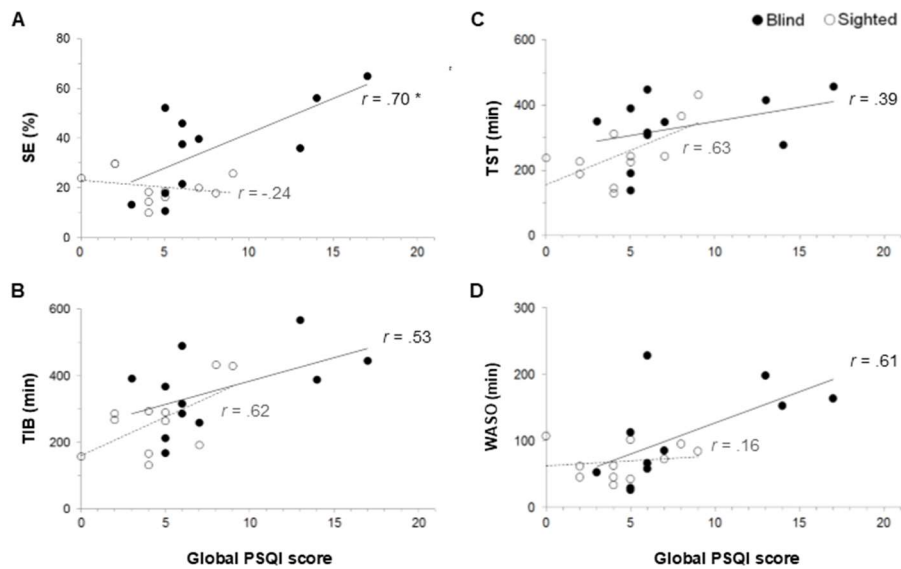 A
SE (%)
80
60
40
20
0
0 5 10 15 20
r = .70 *
r = -.24
B
TIB (min)
600
400
200
0
0 5 10 15 20
r = .53
r = .62
Global PSQI score
C
Blind Sighted
TST (min)
600
400
200
0
0 5 10 15 20
r = .39
r = .63
D
WASO (min)
300
200
100
0
0 5 10 15 20
r = .61
r = .16
Global PSQI score